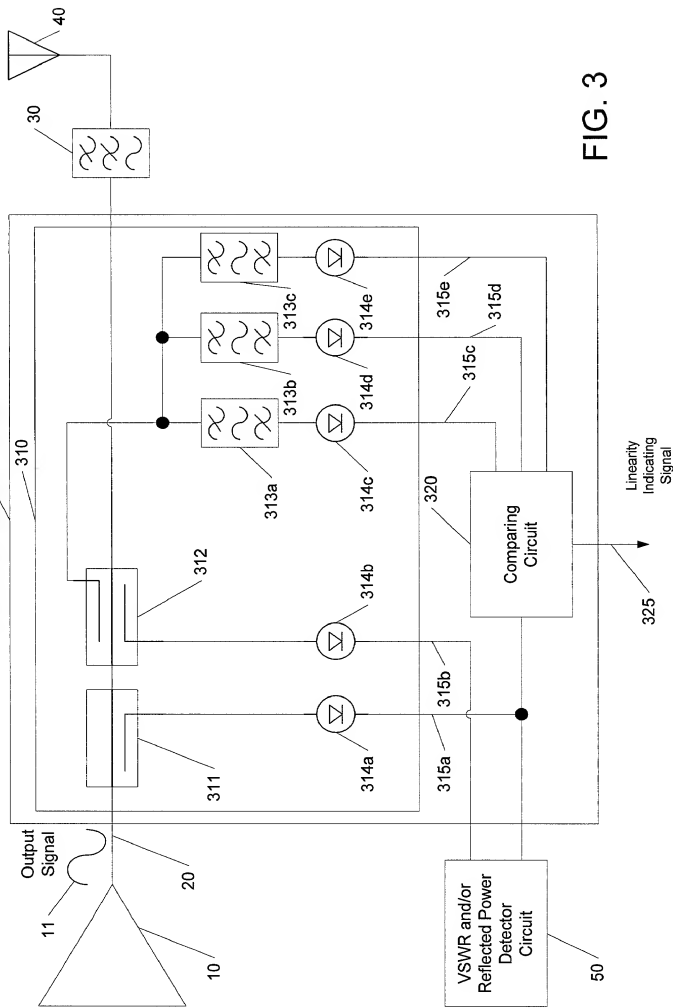 40
30
FIG. 3
310
313c
314e
315e
313b
314d
315d
313a
314c
315c
312
314b
315b
320
Comparing
Circuit
Linearity
Indicating
Signal
325
311
314a
315a
Output
Signal
11
20
10
VSWR and/or
Reflected Power
Detector
Circuit
50